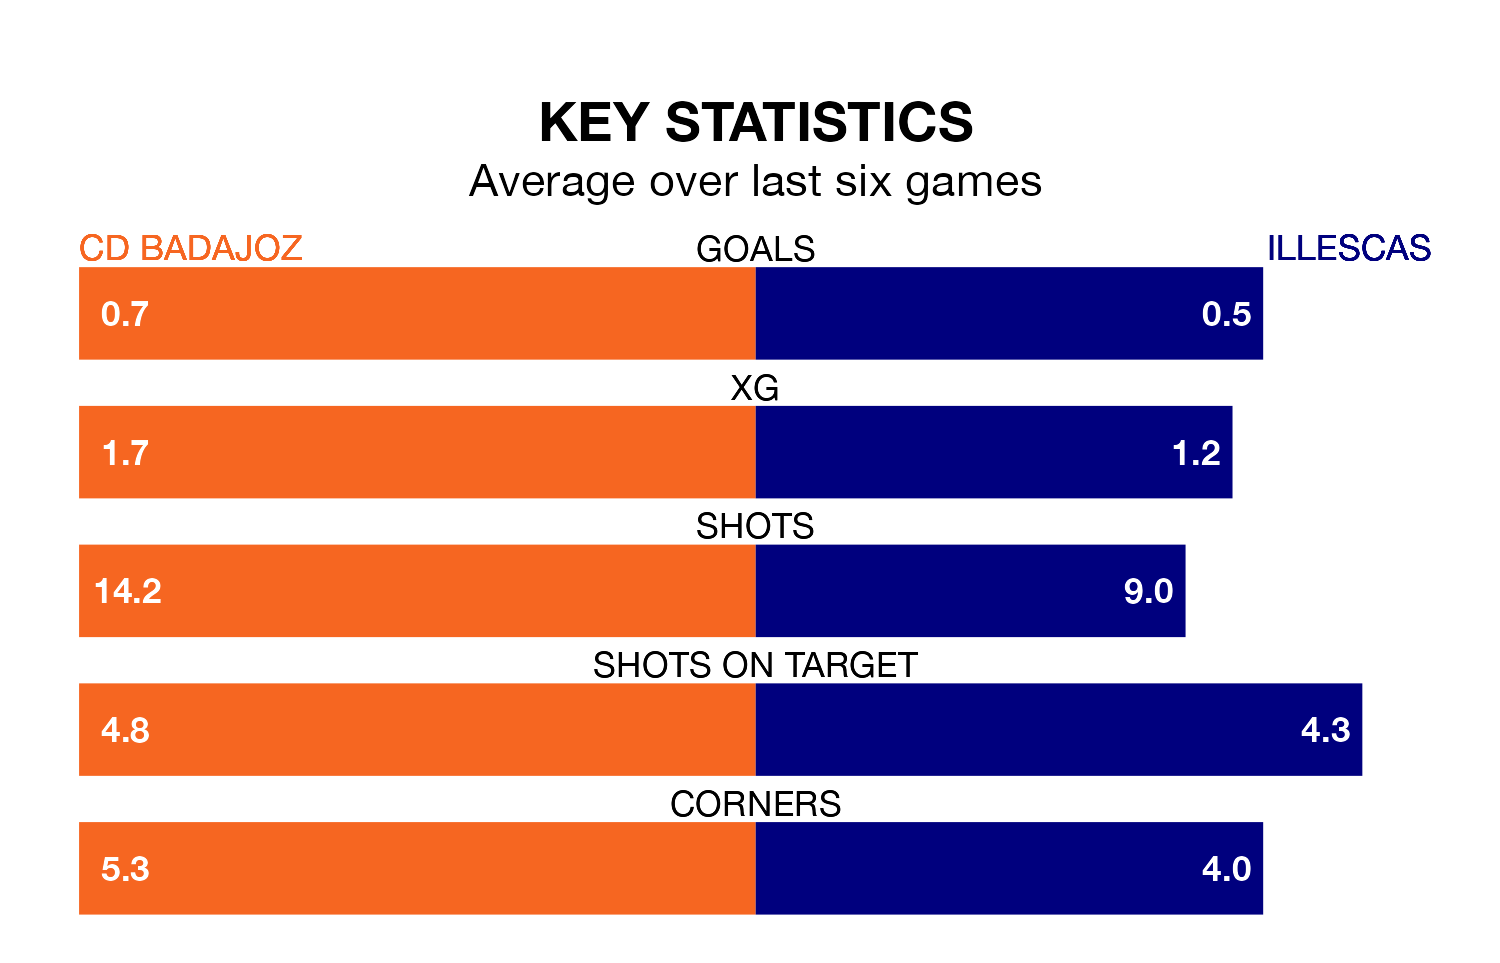 KEY STATISTICS
Average over last six games
CD BADAJOZ GOALS ILLESCAS
0.7 0.5
XG
1.7 1.2
SHOTS
14.2 9.0
SHOTS ON TARGET
4.8 4.3
CORNERS
5.3 4.0